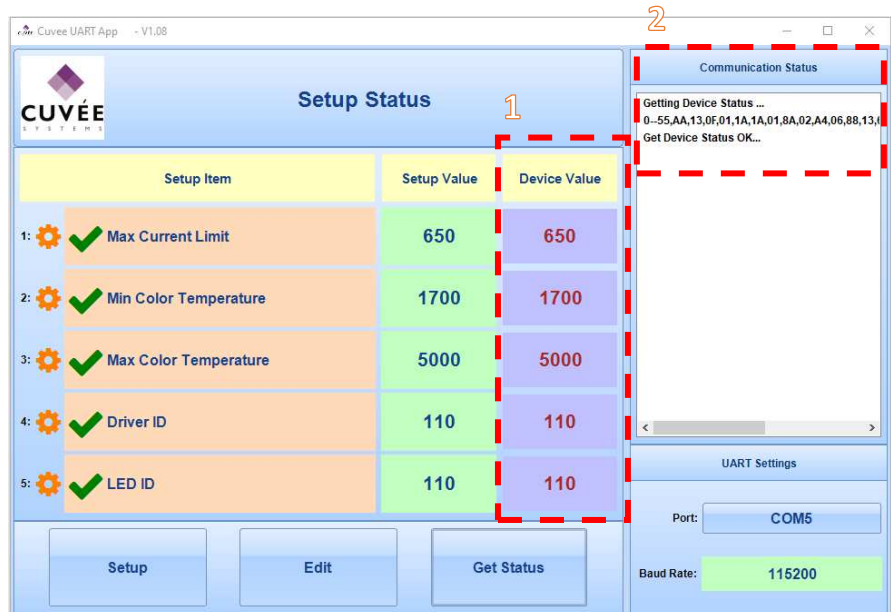 2
Cuvee UART App - V1.08
CUVÉE
SYSTEMS
Setup Status
1
Communication Status
Getting Device Status ...
0--55,AA,13,0F,01,1A,1A,01,8A,02,A4,06,88,13,
Get Device Status OK...
Setup Item
Setup Value
Device Value
1:
Max Current Limit
650
650
2:
Min Color Temperature
1700
1700
3:
Max Color Temperature
5000
5000
4:
Driver ID
110
110
5:
LED ID
110
110
Setup
Edit
Get Status
UART Settings
Port:
COM5
Baud Rate:
115200